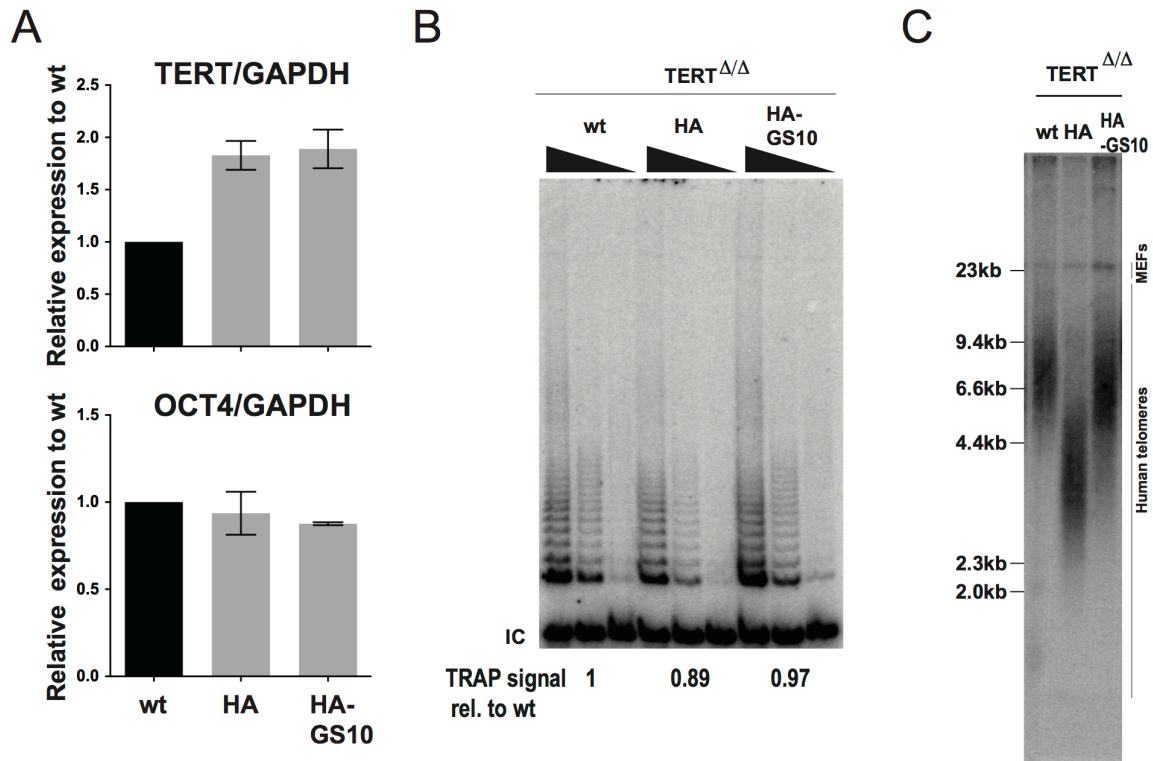 A
TERT/GAPDH
Relative expression to wt
2.5
2.0
1.5
1.0
0.5
0.0
OCT4/GAPDH
Relative expression to wt
1.5
1.0
0.5
0.0
wt HA HA-
GS10
B
TERT Δ/Δ
wt HA HA-
GS10
IC
TRAP signal 1 0.89 0.97
rel. to wt
C
TERT Δ/Δ
wt HA HA
-GS10
23kb
9.4kb
6.6kb
4.4kb
2.3kb
2.0kb
MEFs
Human telomeres